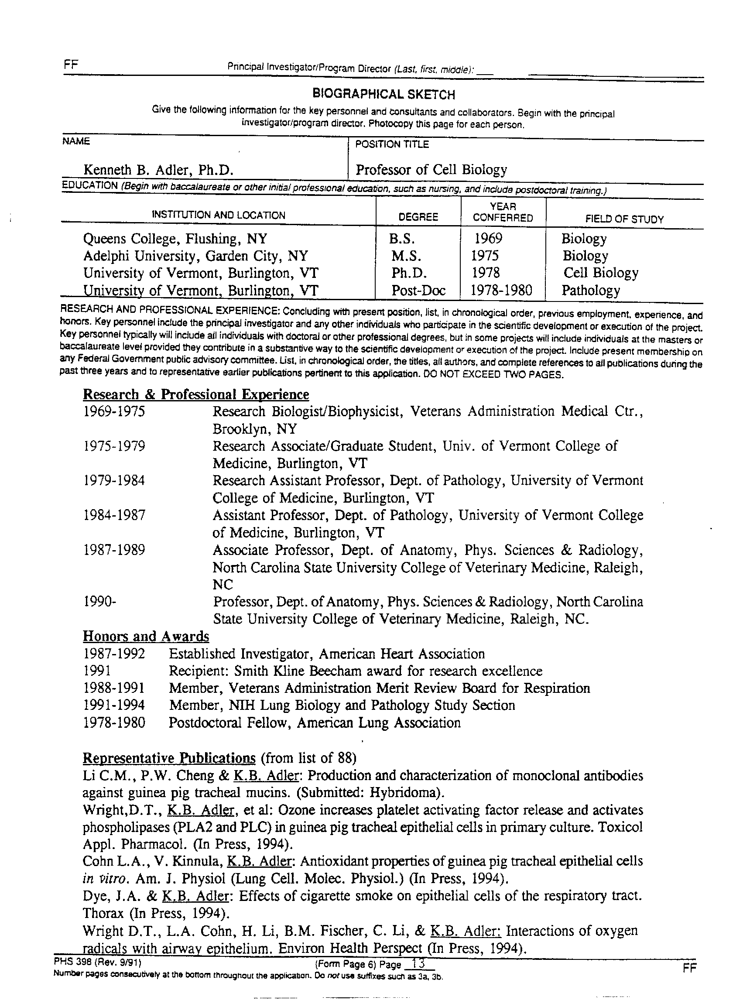 FF
Principal Investigator/Program Director (Last, first, middle): ___
BIOGRAPHICAL SKETCH
Give the following information for the key personnel and consultants and collaborators. Begin with the principal
investigator/program director. Photocopy this page for each person.
NAME
POSITION TITLE
Kenneth B. Adler, Ph.D.
Professor of Cell Biology
EDUCATION (Begin with baccalaureate or other initial professional education, such as nursing, and include postdoctoral training.)
INSTITUTION AND LOCATION DEGREE YEAR CONFERRED FIELD OF STUDY
Queens College, Flushing, NY B.S. 1969 Biology
Adelphi University, Garden City, NY M.S. 1975 Biology
University of Vermont, Burlington, VT Ph.D. 1978 Cell Biology
University of Vermont, Burlington, VT Post-Doc 1978-1980 Pathology
RESEARCH AND PROFESSIONAL EXPERIENCE: Concluding with present position, list, in chronological order, previous employment, experience, and
honors. Key personnel include the principal investigator and any other individuals who participate in the scientific development or execution of the project.
Key personnel typically will include all individuals with doctoral or other professional degrees, but in some projects will include individuals at the masters or
baccalaureate level provided they contribute in a substantive way to the scientific development or execution of the project. Include present membership on
any Federal Government public advisory committee. List, in chronological order, the titles, all authors, and complete references to all publications during the
past three years and to representative earlier publications pertinent to this application. DO NOT EXCEED TWO PAGES.
Research & Professional Experience
1969-1975 Research Biologist/Biophysicist, Veterans Administration Medical Ctr.,
Brooklyn, NY
1975-1979 Research Associate/Graduate Student, Univ. of Vermont College of
Medicine, Burlington, VT
1979-1984 Research Assistant Professor, Dept. of Pathology, University of Vermont
College of Medicine, Burlington, VT
1984-1987 Assistant Professor, Dept. of Pathology, University of Vermont College
of Medicine, Burlington, VT
1987-1989 Associate Professor, Dept. of Anatomy, Phys. Sciences & Radiology,
North Carolina State University College of Veterinary Medicine, Raleigh,
NC
1990- Professor, Dept. of Anatomy, Phys. Sciences & Radiology, North Carolina
State University College of Veterinary Medicine, Raleigh, NC.
Honors and Awards
1987-1992 Established Investigator, American Heart Association
1991 Recipient: Smith Kline Beecham award for research excellence
1988-1991 Member, Veterans Administration Merit Review Board for Respiration
1991-1994 Member, NIH Lung Biology and Pathology Study Section
1978-1980 Postdoctoral Fellow, American Lung Association
Representative Publications (from list of 88)
Li C.M., P.W. Cheng & K.B. Adler: Production and characterization of monoclonal antibodies
against guinea pig tracheal mucins. (Submitted: Hybridoma).
Wright,D.T., K.B. Adler, et al: Ozone increases platelet activating factor release and activates
phospholipases (PLA2 and PLC) in guinea pig tracheal epithelial cells in primary culture. Toxicol
Appl. Pharmacol. (In Press, 1994).
Cohn L.A., V. Kinnula, K.B. Adler: Antioxidant properties of guinea pig tracheal epithelial cells
in vitro. Am. J. Physiol (Lung Cell. Molec. Physiol.) (In Press, 1994).
Dye, J.A. & K.B. Adler: Effects of cigarette smoke on epithelial cells of the respiratory tract.
Thorax (In Press, 1994).
Wright D.T., L.A. Cohn, H. Li, B.M. Fischer, C. Li, & K.B. Adler: Interactions of oxygen
radicals with airway epithelium. Environ Health Perspect (In Press, 1994).
PHS 398 (Rev. 9/91) (Form Page 6) Page 13 FF
Number pages consecutively at the bottom throughout the application. Do not use suffixes such as 3a, 3b.